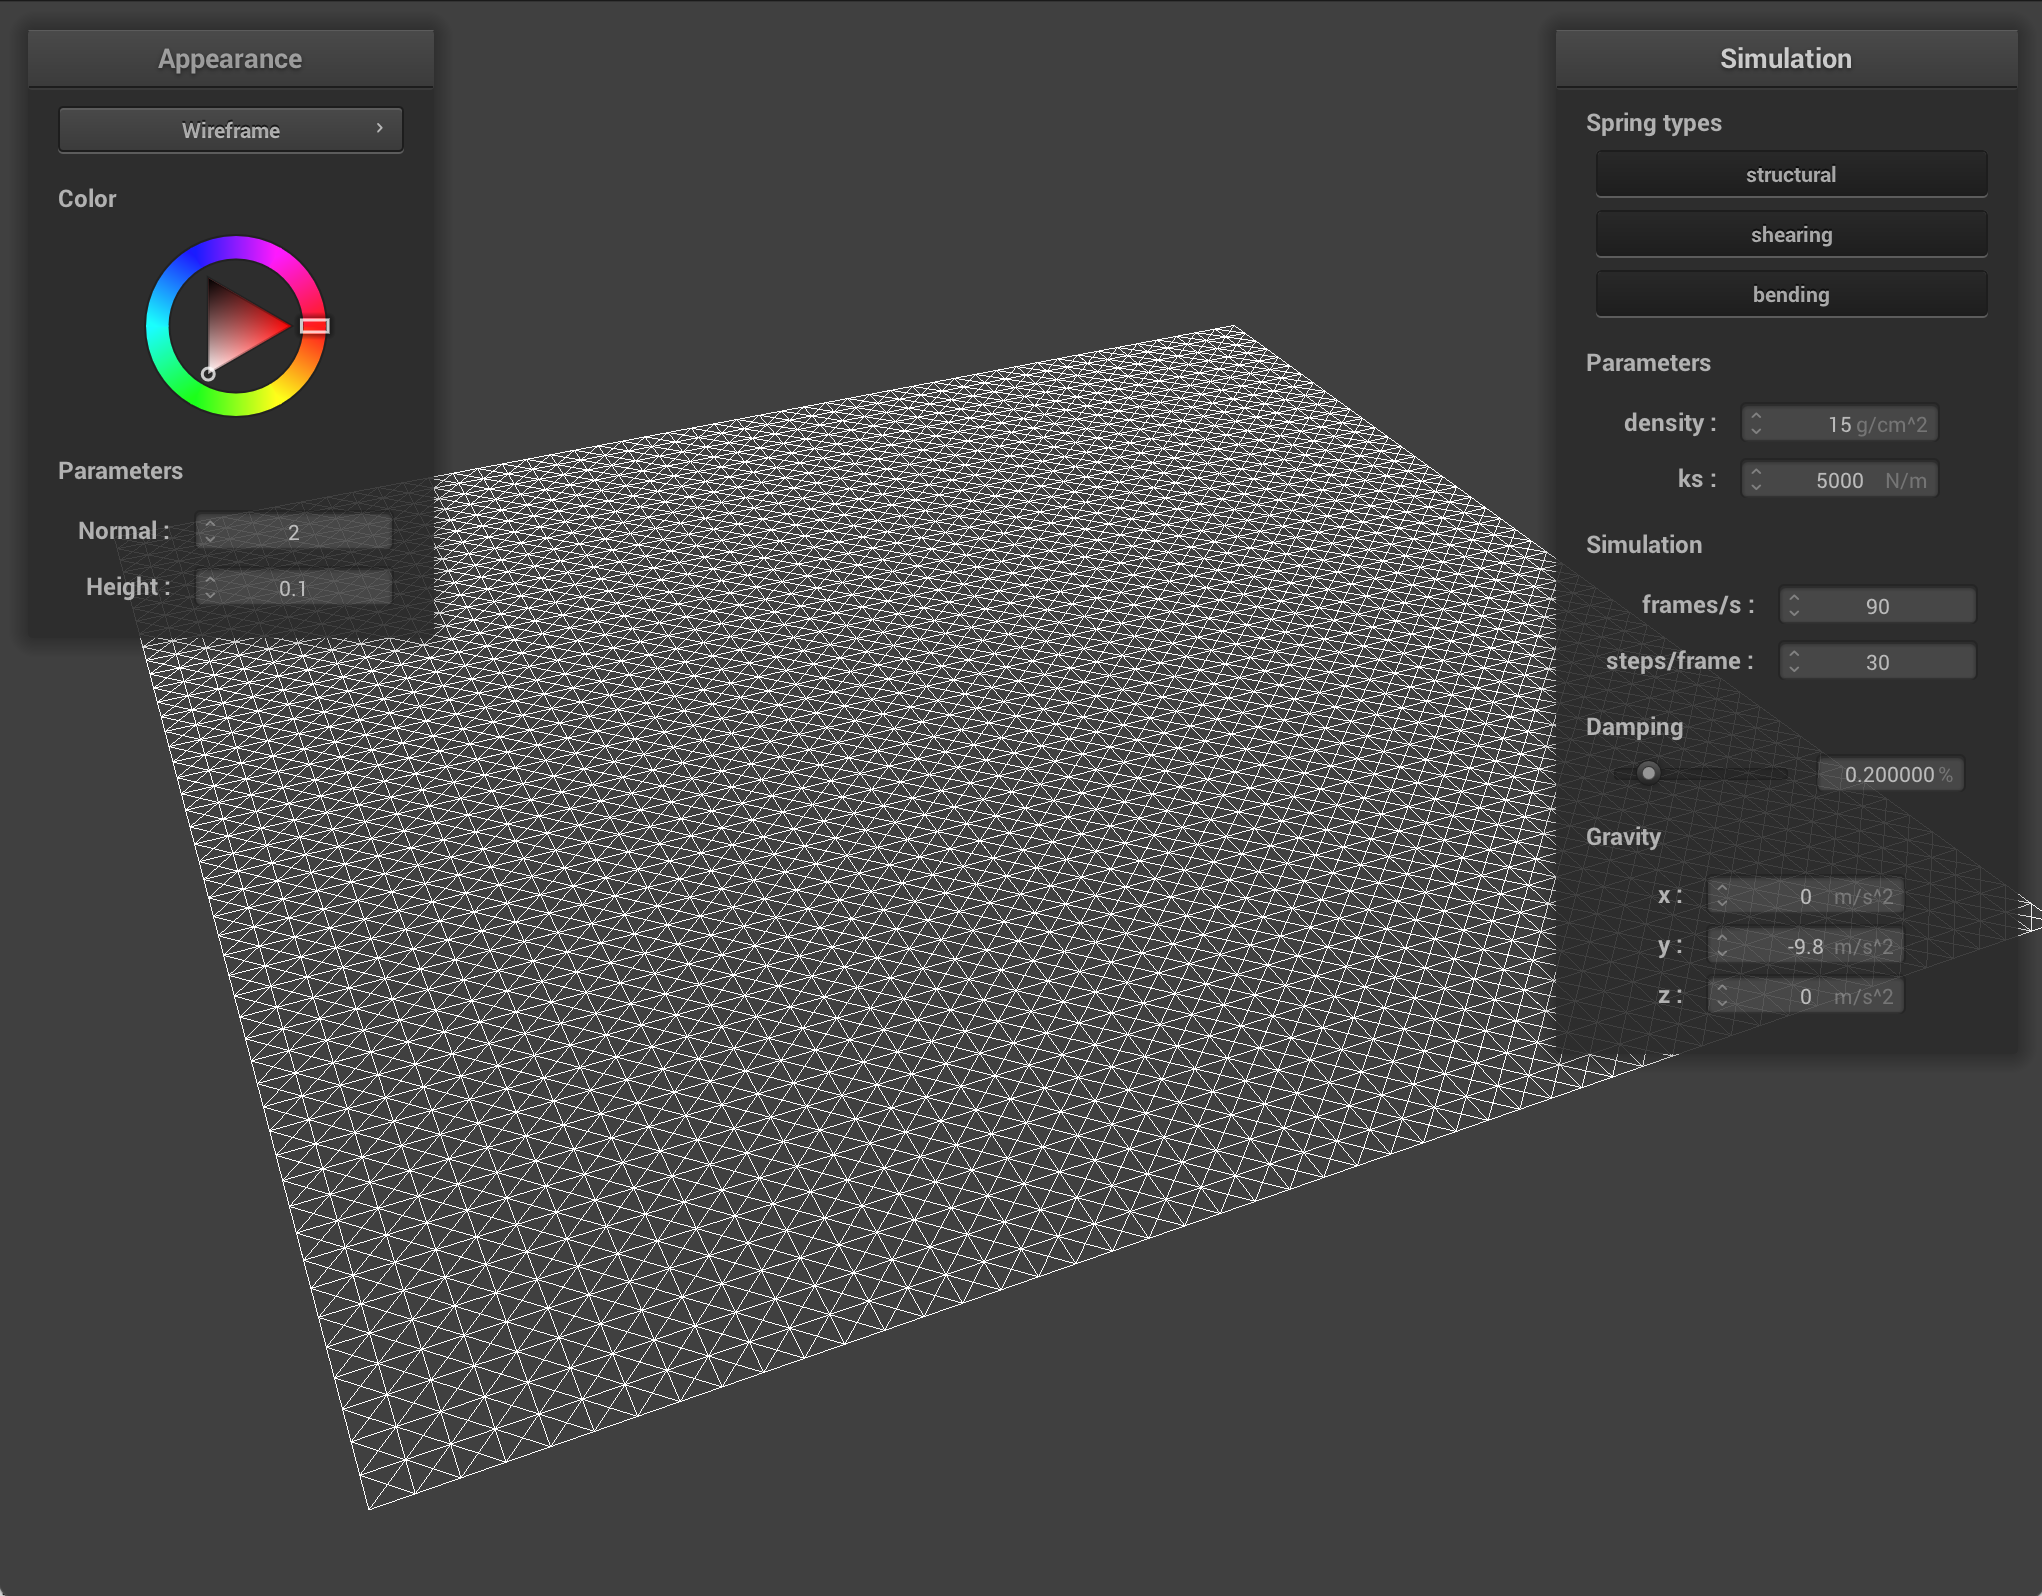 Appearance
Wireframe
Color
Parameters
Normal : 2
Height : 0.1
Simulation
Spring types
structural
shearing
bending
Parameters
density : 15 g/cm^2
ks : 5000 N/m
Simulation
frames/s : 90
steps/frame : 30
Damping
0.200000 %
Gravity
x : 0 m/s^2
y : -9.8 m/s^2
z : 0 m/s^2